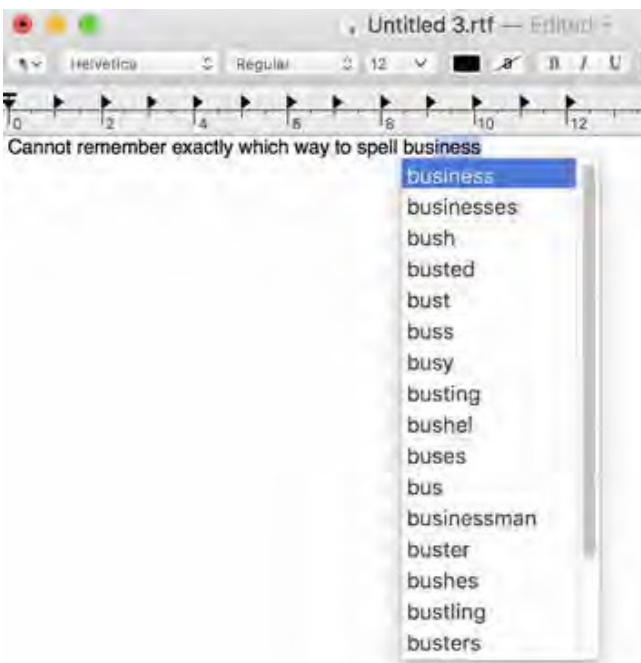 Untitled 3.rtf — Edited
Helvetica Regular 12 a B I U
0 2 4 6 8 10 12
Cannot remember exactly which way to spell business
business
businesses
bush
busted
bust
buss
busy
busting
bushel
buses
bus
businessman
buster
bushes
bustling
busters